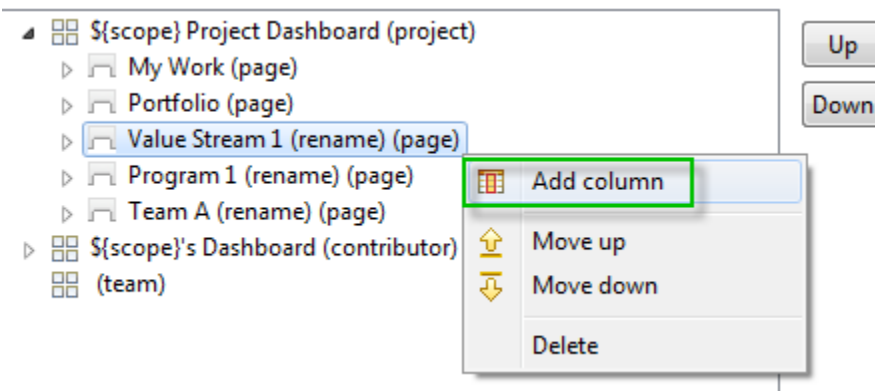 ${scope} Project Dashboard (project)
Up
My Work (page)
Portfolio (page)
Down
Value Stream 1 (rename) (page)
Program 1 (rename) (page)
Add column
Team A (rename) (page)
${scope}'s Dashboard (contributor)
Move up
(team)
Move down
Delete